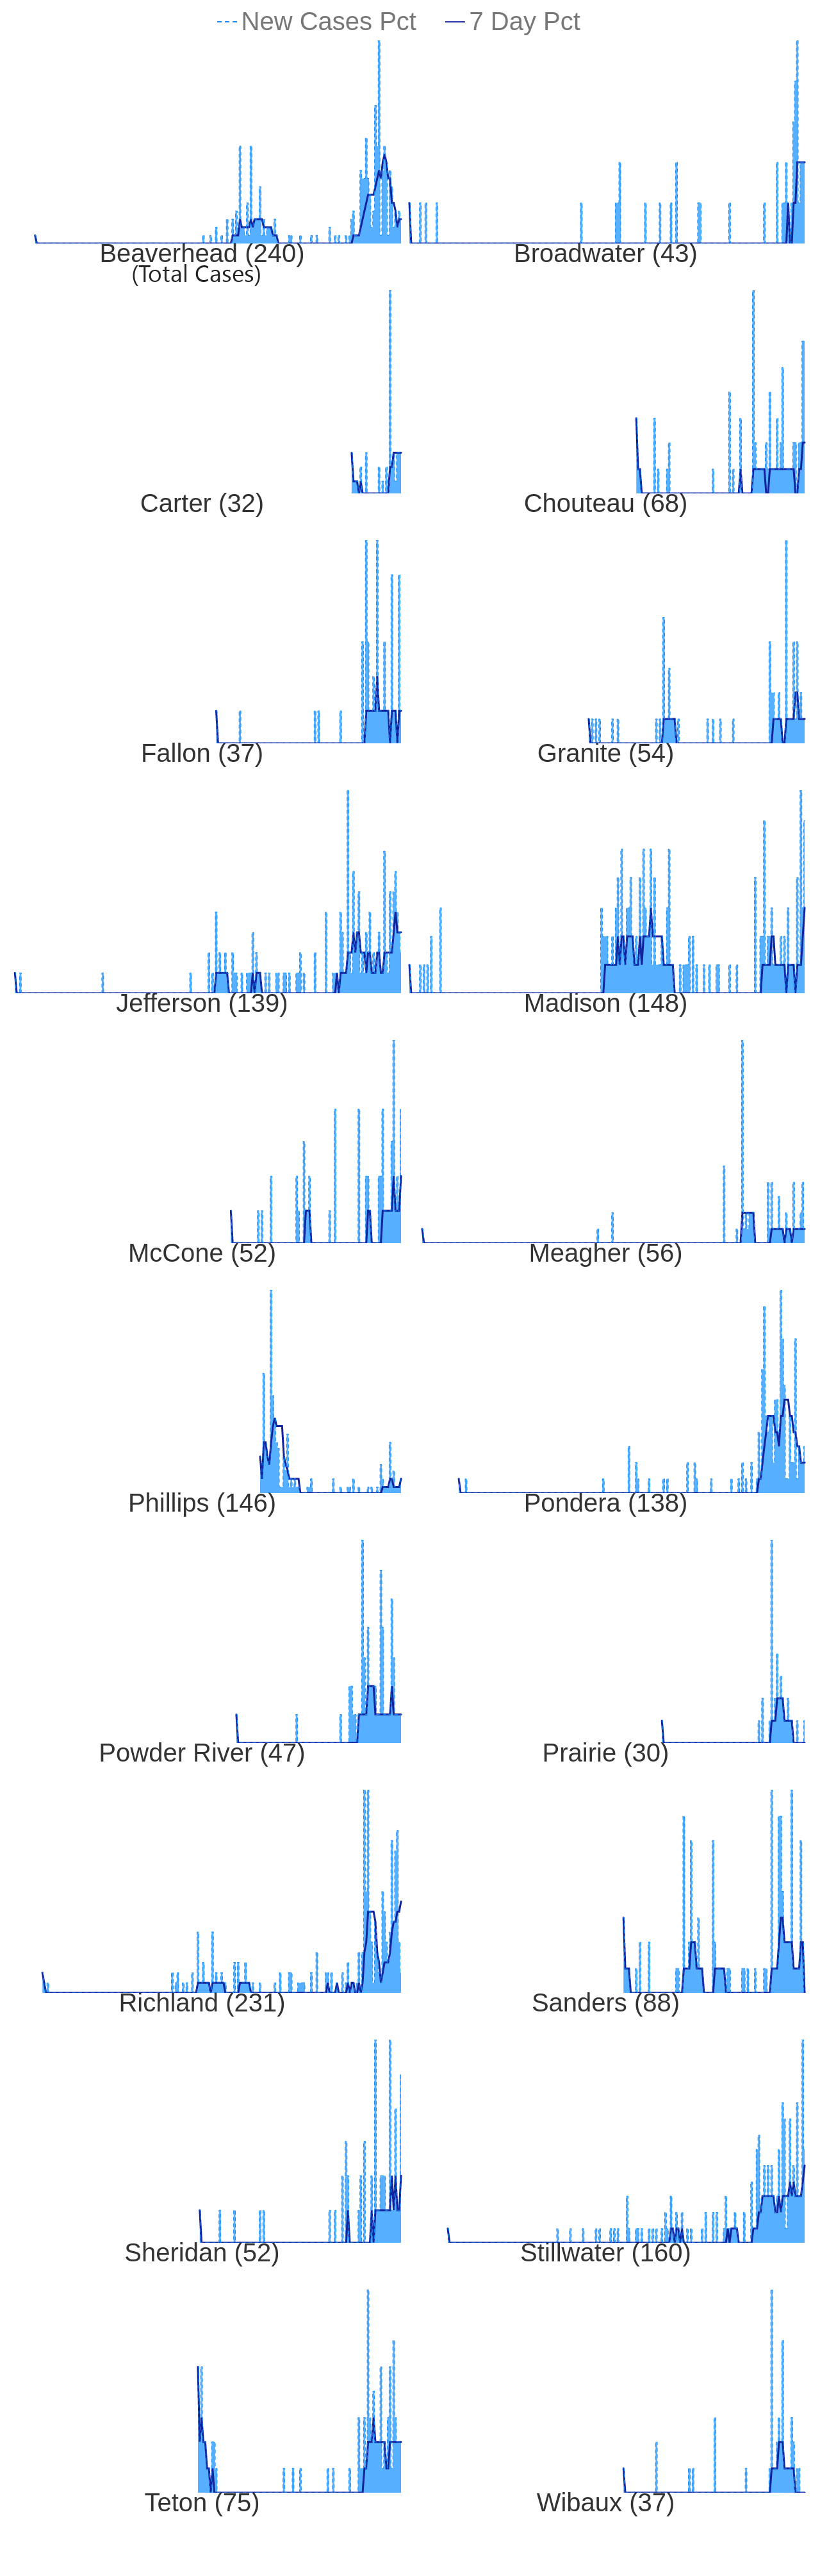 New Cases Pct 7 Day Pct
Beaverhead (240) Broadwater (43)
(Total Cases)
Carter (32) Chouteau (68)
Fallon (37) Granite (54)
Jefferson (139) Madison (148)
McCone (52) Meagher (56)
Phillips (146) Pondera (138)
Powder River (47) Prairie (30)
Richland (231) Sanders (88)
Sheridan (52) Stillwater (160)
Teton (75) Wibaux (37)